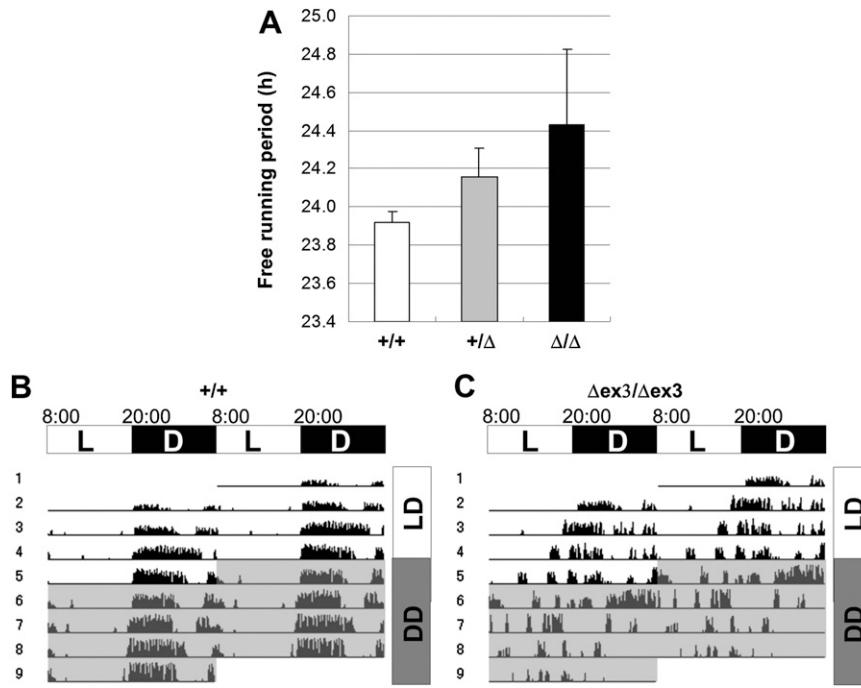 A
Free running period (h)
25.0
24.8
24.6
24.4
24.2
24.0
23.8
23.6
23.4
+/+
+/Δ
Δ/Δ
B
+/+
8:00 20:00 8:00 20:00
L D L D
1
2
3
4
5
6
7
8
9
LD
DD
C
Δex3/Δex3
8:00 20:00 8:00 20:00
L D L D
1
2
3
4
5
6
7
8
9
LD
DD